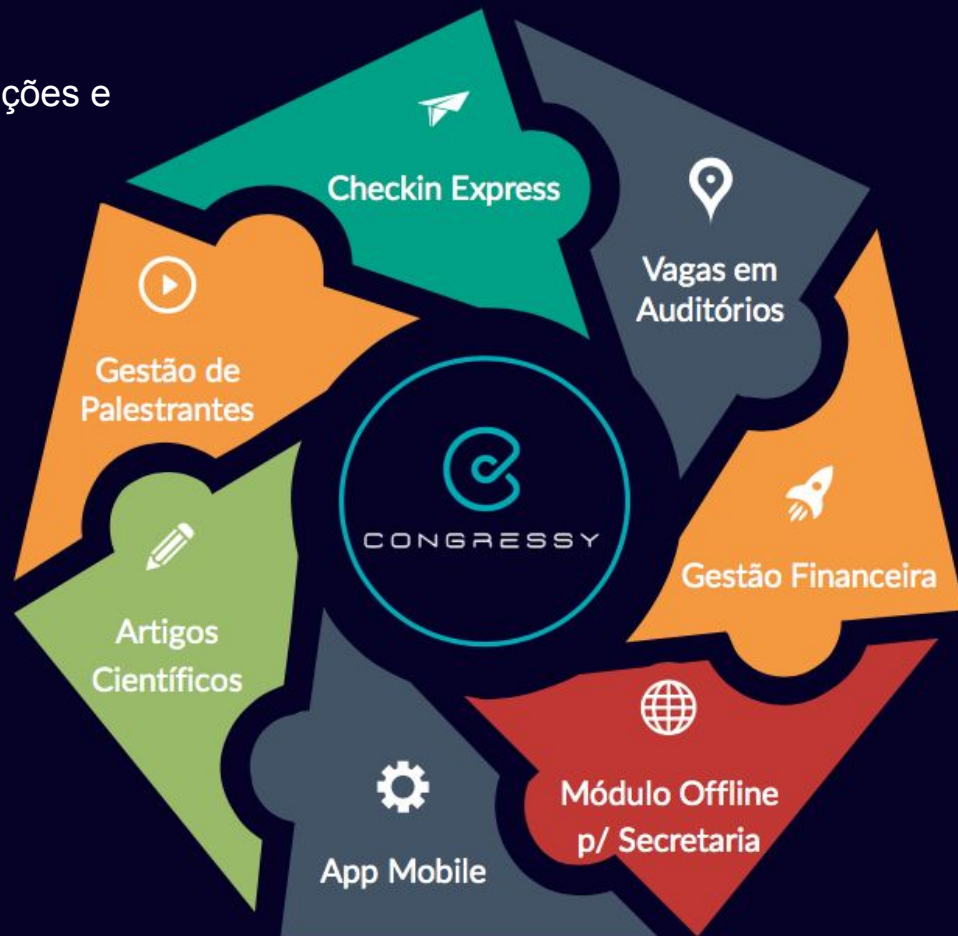 ções e
Checkin Express
Vagas em
Auditórios
Gestão de
Palestrantes
CONGRESSY
Gestão Financeira
Artigos
Científicos
Módulo Offline
p/ Secretaria
App Mobile